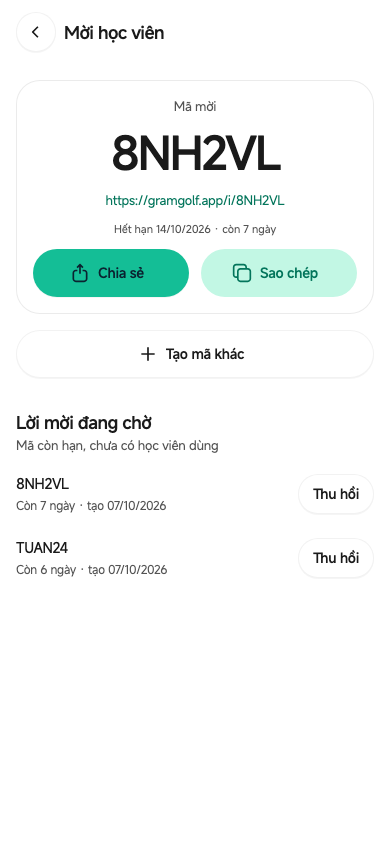 Mời học viên
Mã mời
8NH2VL
https://gramgolf.app/i/8NH2VL
Hết hạn 14/10/2026 · còn 7 ngày
Chia sẻ
Sao chép
Tạo mã khác
Lời mời đang chờ
Mã còn hạn, chưa có học viên dùng
8NH2VL
Còn 7 ngày · tạo 07/10/2026
Thu hồi
TUAN24
Còn 6 ngày · tạo 07/10/2026
Thu hồi